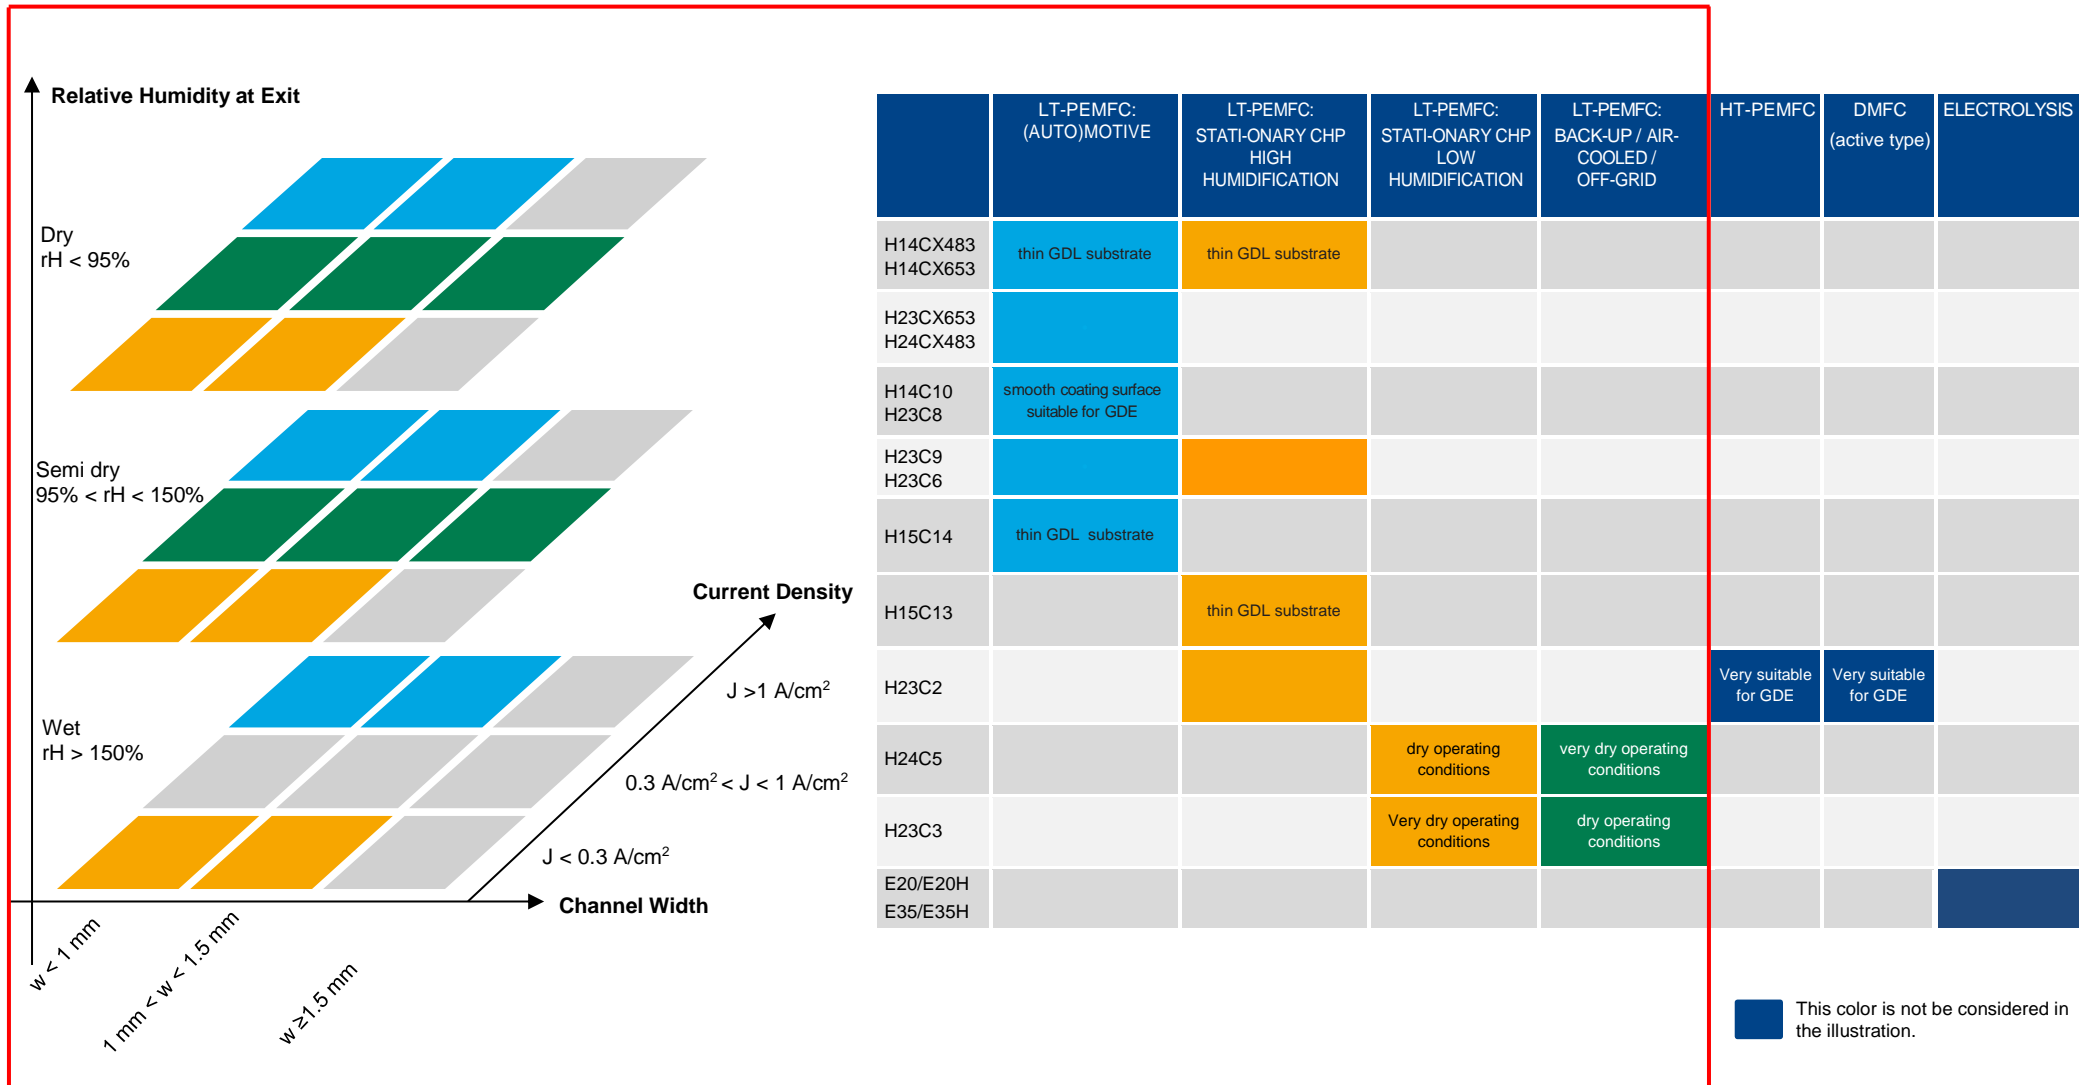 Relative Humidity at Exit
Dry
rH < 95%
Semi dry
95% < rH < 150%
Wet
rH > 150%
Current Density
J >1 A/cm²
0.3 A/cm² < J < 1 A/cm²
J < 0.3 A/cm²
Channel Width
w < 1 mm
1 mm < w < 1.5 mm
w ≥1.5 mm
LT-PEMFC:
(AUTO)MOTIVE
LT-PEMFC:
STATI-ONARY CHP
HIGH
HUMIDIFICATION
LT-PEMFC:
STATI-ONARY CHP
LOW
HUMIDIFICATION
LT-PEMFC:
BACK-UP / AIR-
COOLED /
OFF-GRID
HT-PEMFC
DMFC
(active type)
ELECTROLYSIS
H14CX483
H14CX653
thin GDL substrate
thin GDL substrate
H23CX653
H24CX483
H14C10
H23C8
smooth coating surface
suitable for GDE
H23C9
H23C6
H15C14
thin GDL substrate
H15C13
thin GDL substrate
H23C2
Very suitable
for GDE
Very suitable
for GDE
H24C5
dry operating
conditions
very dry operating
conditions
H23C3
Very dry operating
conditions
dry operating
conditions
E20/E20H
E35/E35H
This color is not be considered in
the illustration.